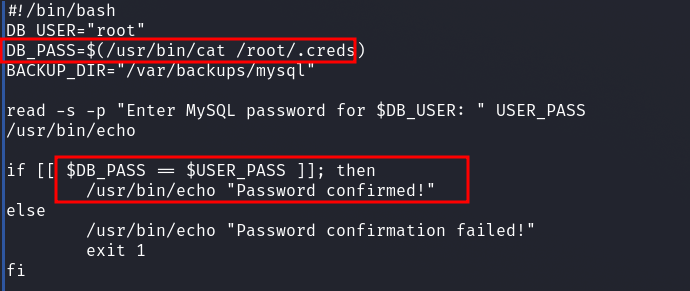 #!/bin/bash
DB_USER="root"
DB_PASS=$(/usr/bin/cat /root/.creds)
BACKUP_DIR="/var/backups/mysql"
read -s -p "Enter MySQL password for $DB_USER: " USER_PASS
/usr/bin/echo
if [[ $DB_PASS == $USER_PASS ]]; then
/usr/bin/echo "Password confirmed!"
else
/usr/bin/echo "Password confirmation failed!"
exit 1
fi